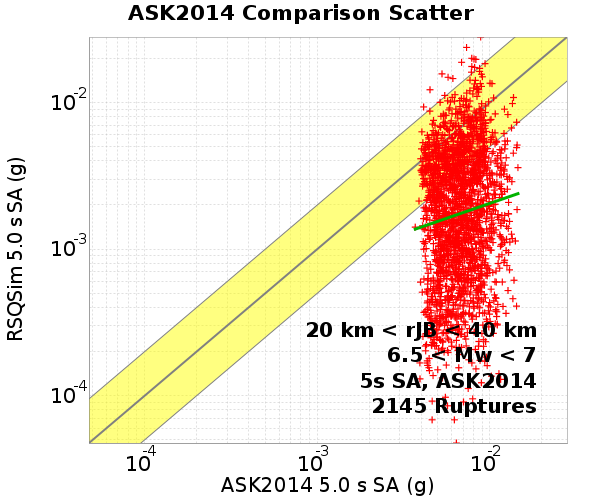 ASK2014 Comparison Scatter
RSQSim 5.0 s SA (g)
10-2
10-3
10-4
20 km < rJB < 40 km
6.5 < Mw < 7
5s SA, ASK2014
2145 Ruptures
10-4 10-3 10-2
ASK2014 5.0 s SA (g)